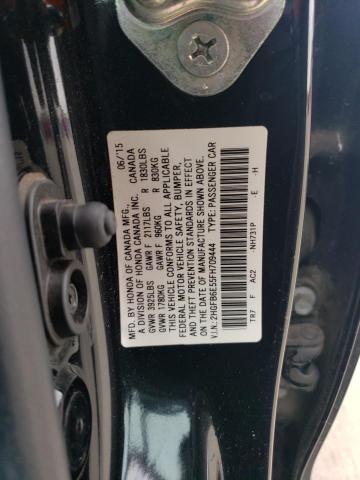 MFD. BY HONDA OF CANADA MFG., 06/15
A DIVISION OF HONDA CANADA INC. CANADA
GVWR 3925LBS GAWR F 2117LBS R 1830LBS
GVWR 1780KG GAWR F 960KG R 830KG
THIS VEHICLE CONFORMS TO ALL APPLICABLE
FEDERAL MOTOR VEHICLE SAFETY, BUMPER,
AND THEFT PREVENTION STANDARDS IN EFFECT
ON THE DATE OF MANUFACTURE SHOWN ABOVE.
V.I.N.: 2HGFB6E55FH709444 TYPE: PASSENGER CAR
TR7 F AC2 NH731P E -H